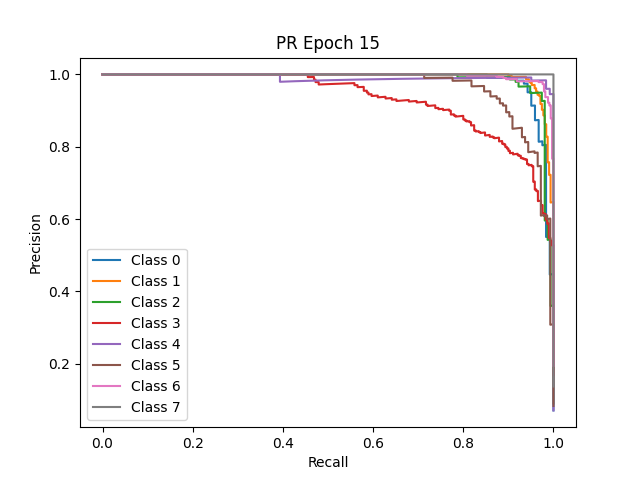 PR Epoch 15
Precision
1.0
0.8
0.6
0.4
0.2
Class 0
Class 1
Class 2
Class 3
Class 4
Class 5
Class 6
Class 7
0.0 0.2 0.4 0.6 0.8 1.0
Recall